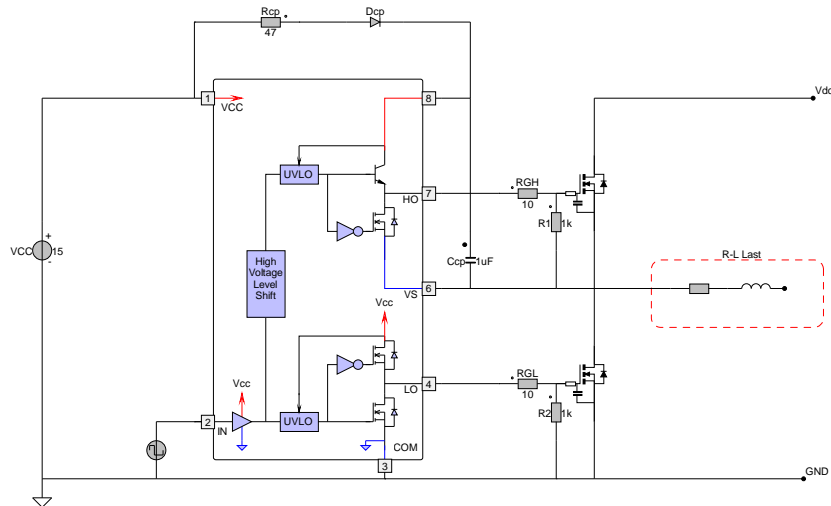 Rcp
47
Dcp
1
VCC
8
Vdc
UVLO
7
HO
RGH
10
R1
1k
VCC
15
+
-
High
Voltage
Level
Shift
Ccp
1uF
R-L Last
6
VS
Vcc
Vcc
4
LO
RGL
10
R2
1k
2
IN
UVLO
COM
3
GND